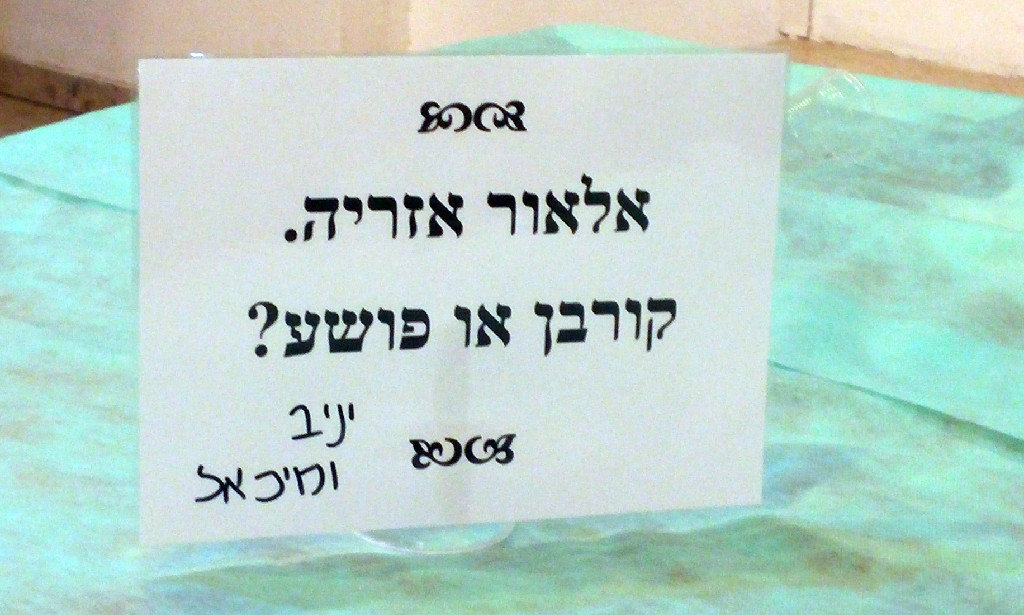 אלאור אזריה.
קורבן או פושע?
יניב
ומיכאל